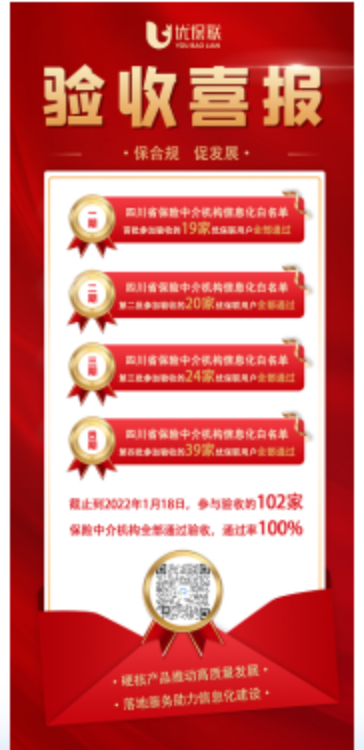 优保联
YOU BAO LIAN
验收喜报
·保合规 促发展·
一期
四川省保险中介机构信息化白名单
首批参加验收的19家优保联用户全部通过
二期
四川省保险中介机构信息化白名单
第二批参加验收的20家优保联用户全部通过
三期
四川省保险中介机构信息化白名单
第三批参加验收的24家优保联用户全部通过
四期
四川省保险中介机构信息化白名单
第四批参加验收的39家优保联用户全部通过
截止到2022年1月18日，参与验收的102家
保险中介机构全部通过验收，通过率100%
·硬核产品推动高质量发展·
·落地服务助力信息化建设·